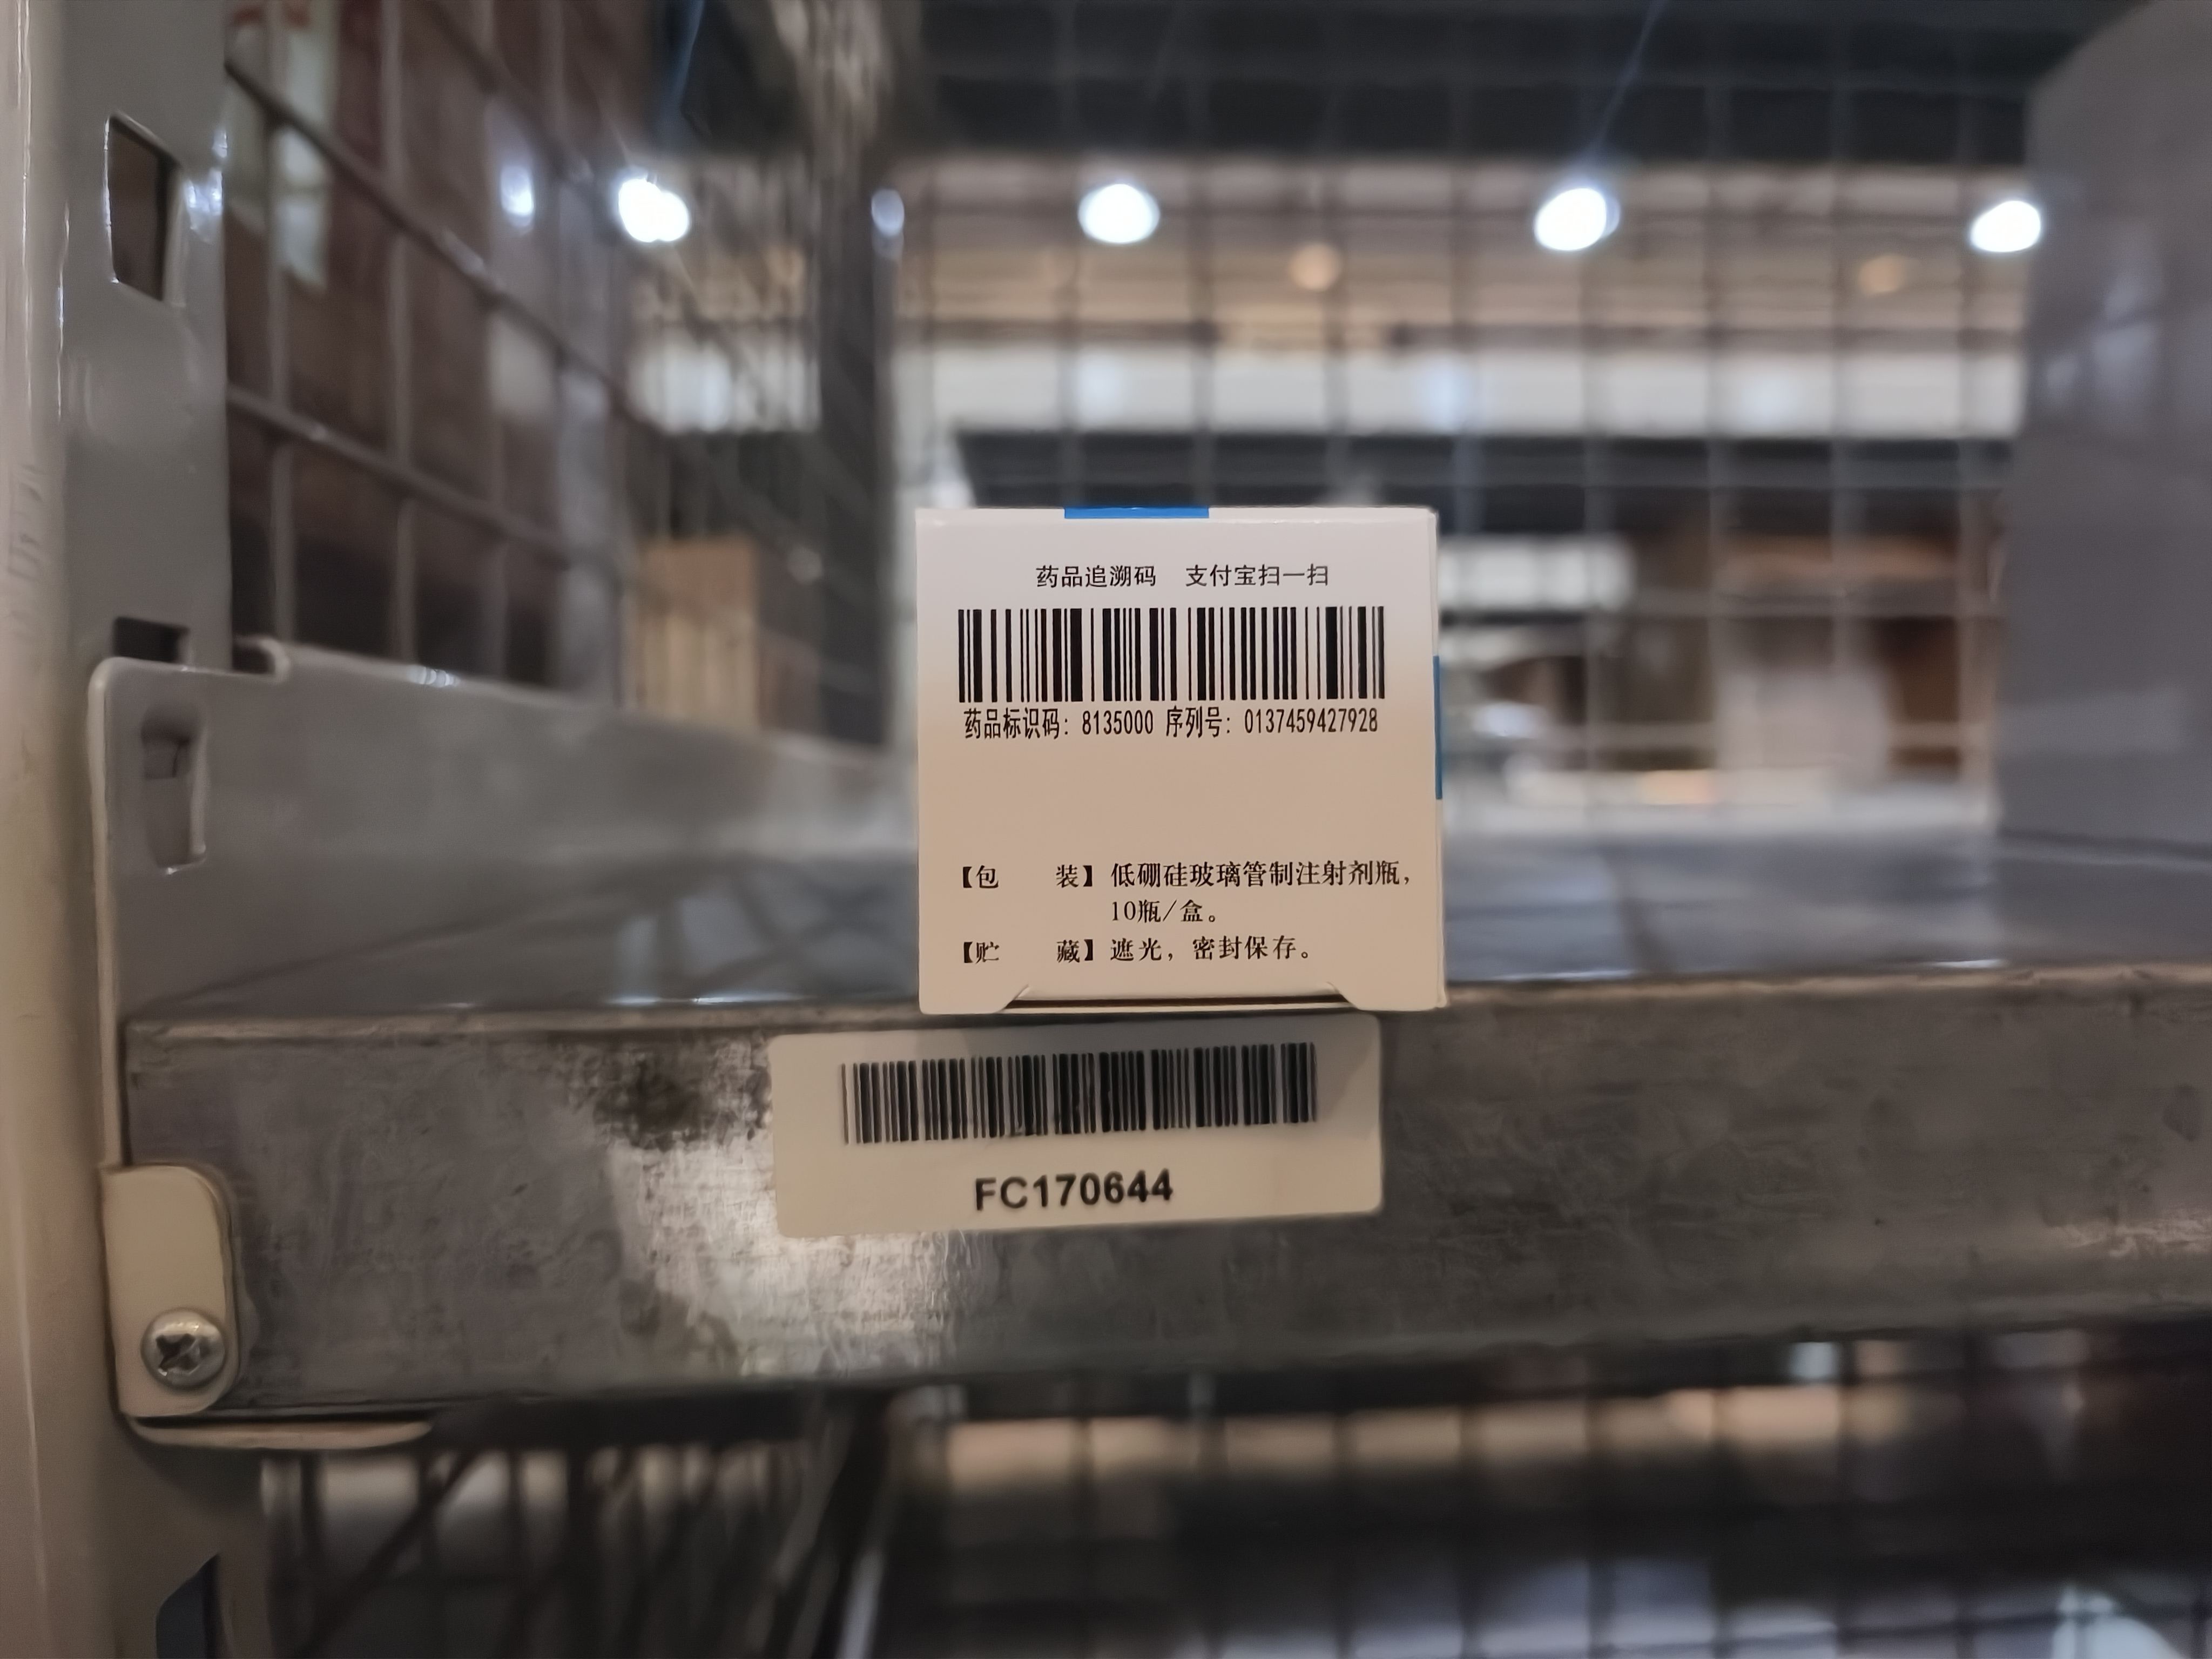 药品追溯码 支付宝扫一扫
药品标识码：8135000 序列号：0137459427928
【包 装】低硼硅玻璃管制注射剂瓶，
10瓶/盒。
【贮 藏】遮光，密封保存。
FC170644